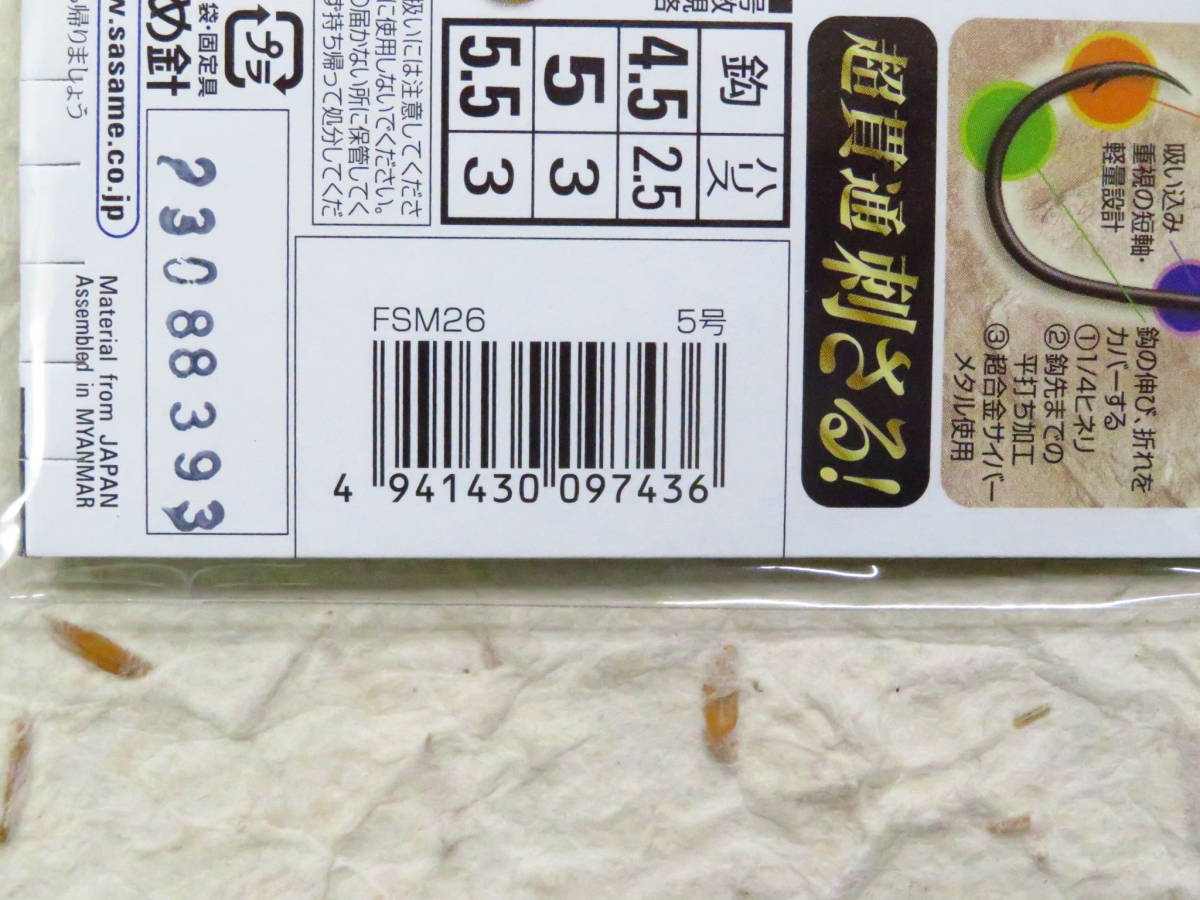 FSM26
5号
4 941430 097436
鈎 4.5 5 5.5
ハリス 2.5 3 3
超貫通 刺さる!
吸い込み
重視の短軸・
軽量設計
鈎の伸び、折れを
カバーする
①1/4ヒネリ
②鈎先までの
平打ち加工
③超合金サイバー
メタル使用
扱いには注意してくださ
に使用しないでください。
の届かない所に保管してく
ず持ち帰って処分してくだ
プラ
袋・固定具
め金計
w.sasame.co.jp
ち帰りましょう
23088393
Material from JAPAN
Assembled in MYANMAR